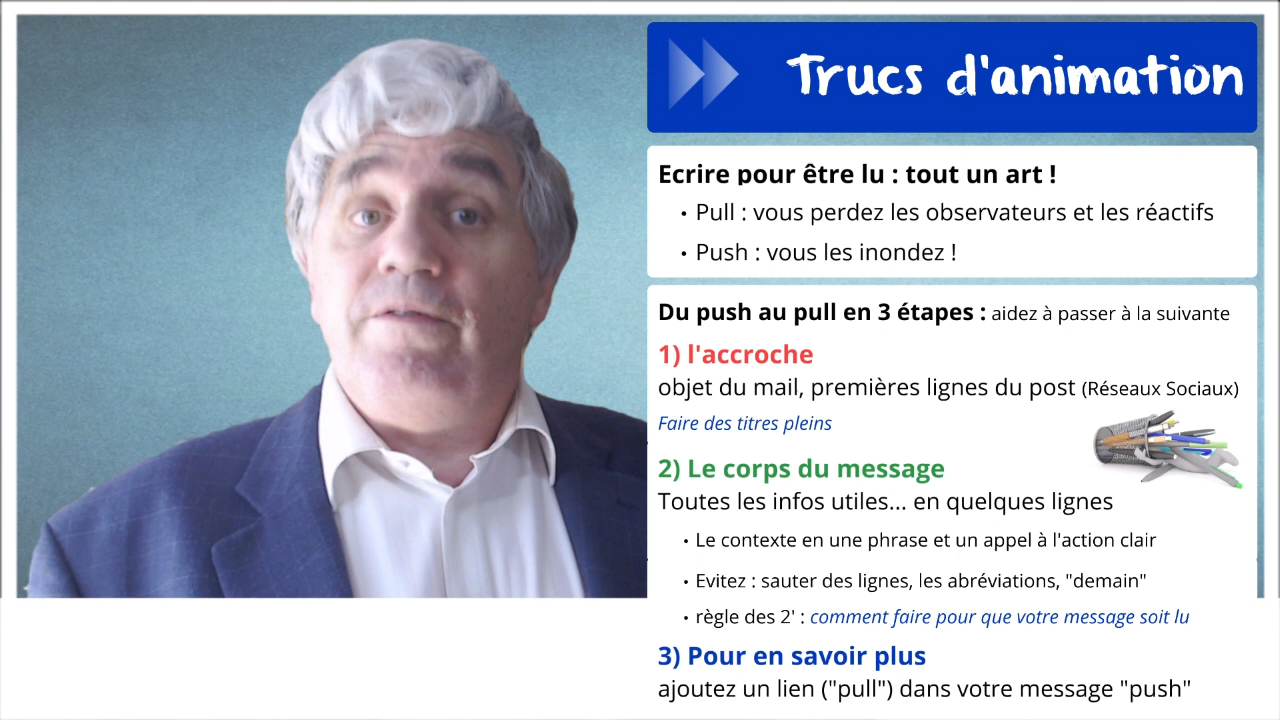 Trucs d'animation
Ecrire pour être lu : tout un art !
• Pull : vous perdez les observateurs et les réactifs
• Push : vous les inondez !
Du push au pull en 3 étapes : aidez à passer à la suivante
1) l'accroche
objet du mail, premières lignes du post (Réseaux Sociaux)
Faire des titres pleins
2) Le corps du message
Toutes les infos utiles... en quelques lignes
• Le contexte en une phrase et un appel à l'action clair
• Evitez : sauter des lignes, les abréviations, "demain"
• règle des 2' : comment faire pour que votre message soit lu
3) Pour en savoir plus
ajoutez un lien ("pull") dans votre message "push"